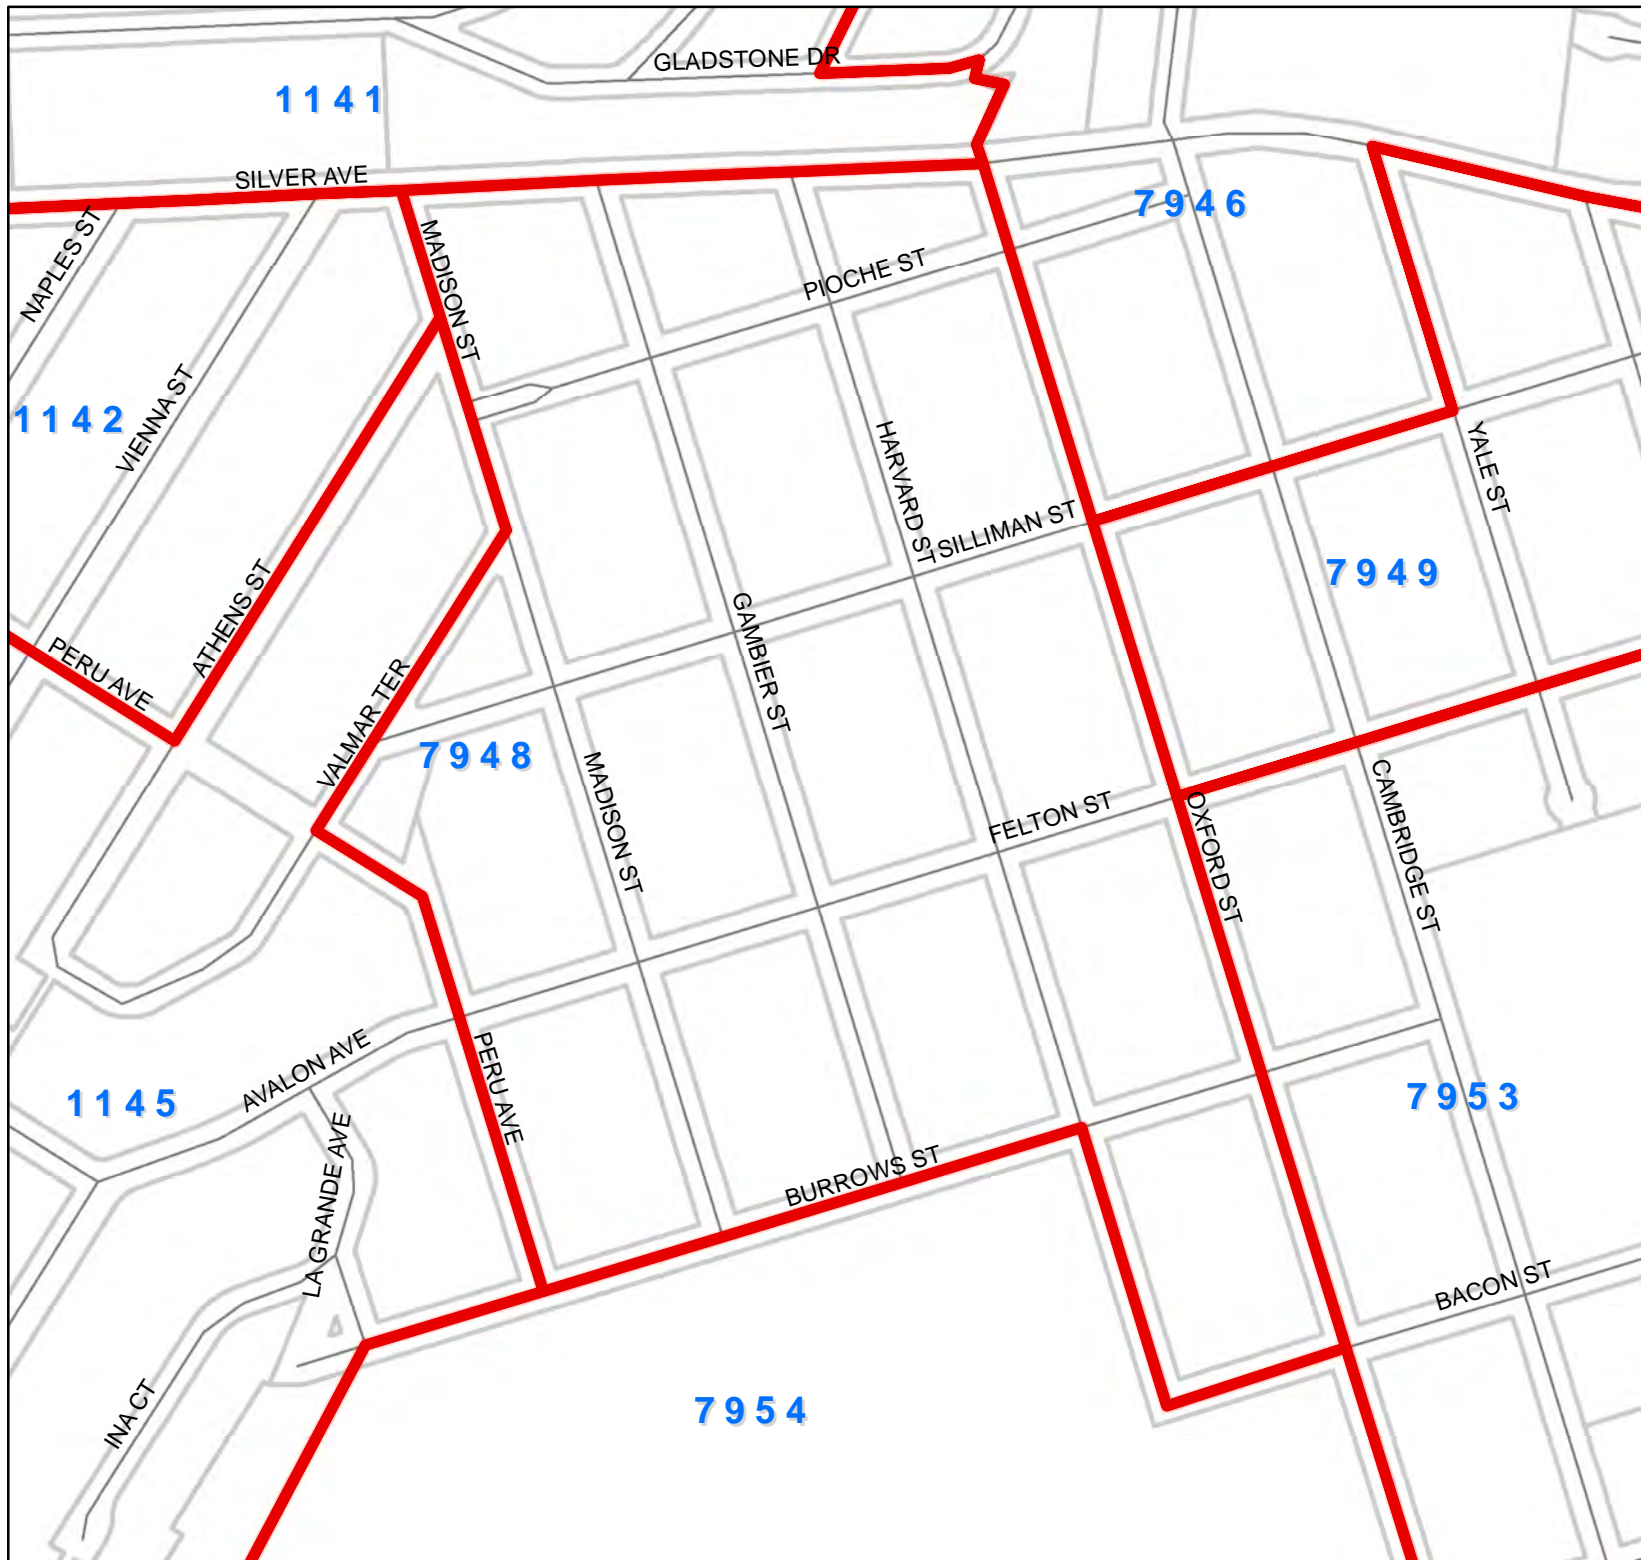 GLADSTONE DR
1141
SILVER AVE
7946
NAPLES ST
MADISON ST
PIOCHE ST
VIENNA ST
1142
HARVARD ST
YALE ST
SILLIMAN ST
7949
ATHENS ST
GAMBIER ST
PERU AVE
VALMAR TER
7948
MADISON ST
FELTON ST
OXFORD ST
CAMBRIDGE ST
AVALON AVE
PERU AVE
1145
7953
LA GRANDE AVE
BURROWS ST
BACON ST
INA CT
7954